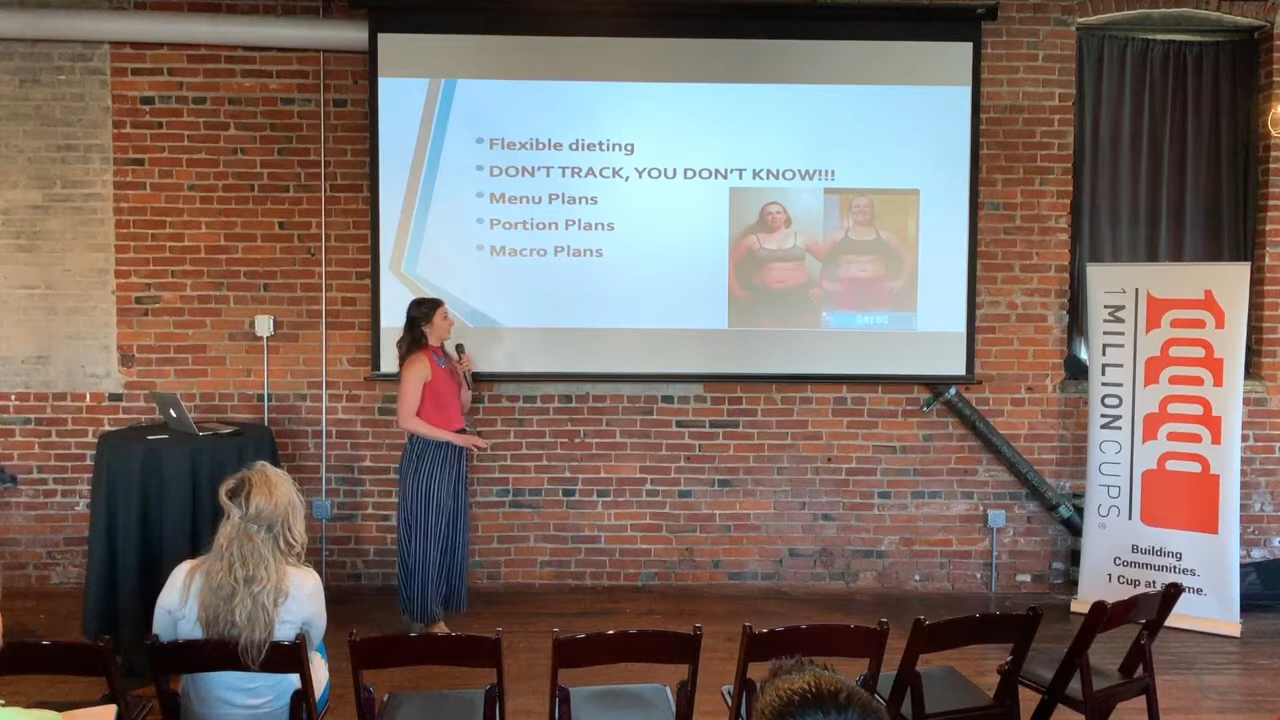 Flexible dieting
DON'T TRACK, YOU DON'T KNOW!!!
Menu Plans
Portion Plans
Macro Plans
1 MILLION CUPS®
Building
Communities.
1 Cup at a